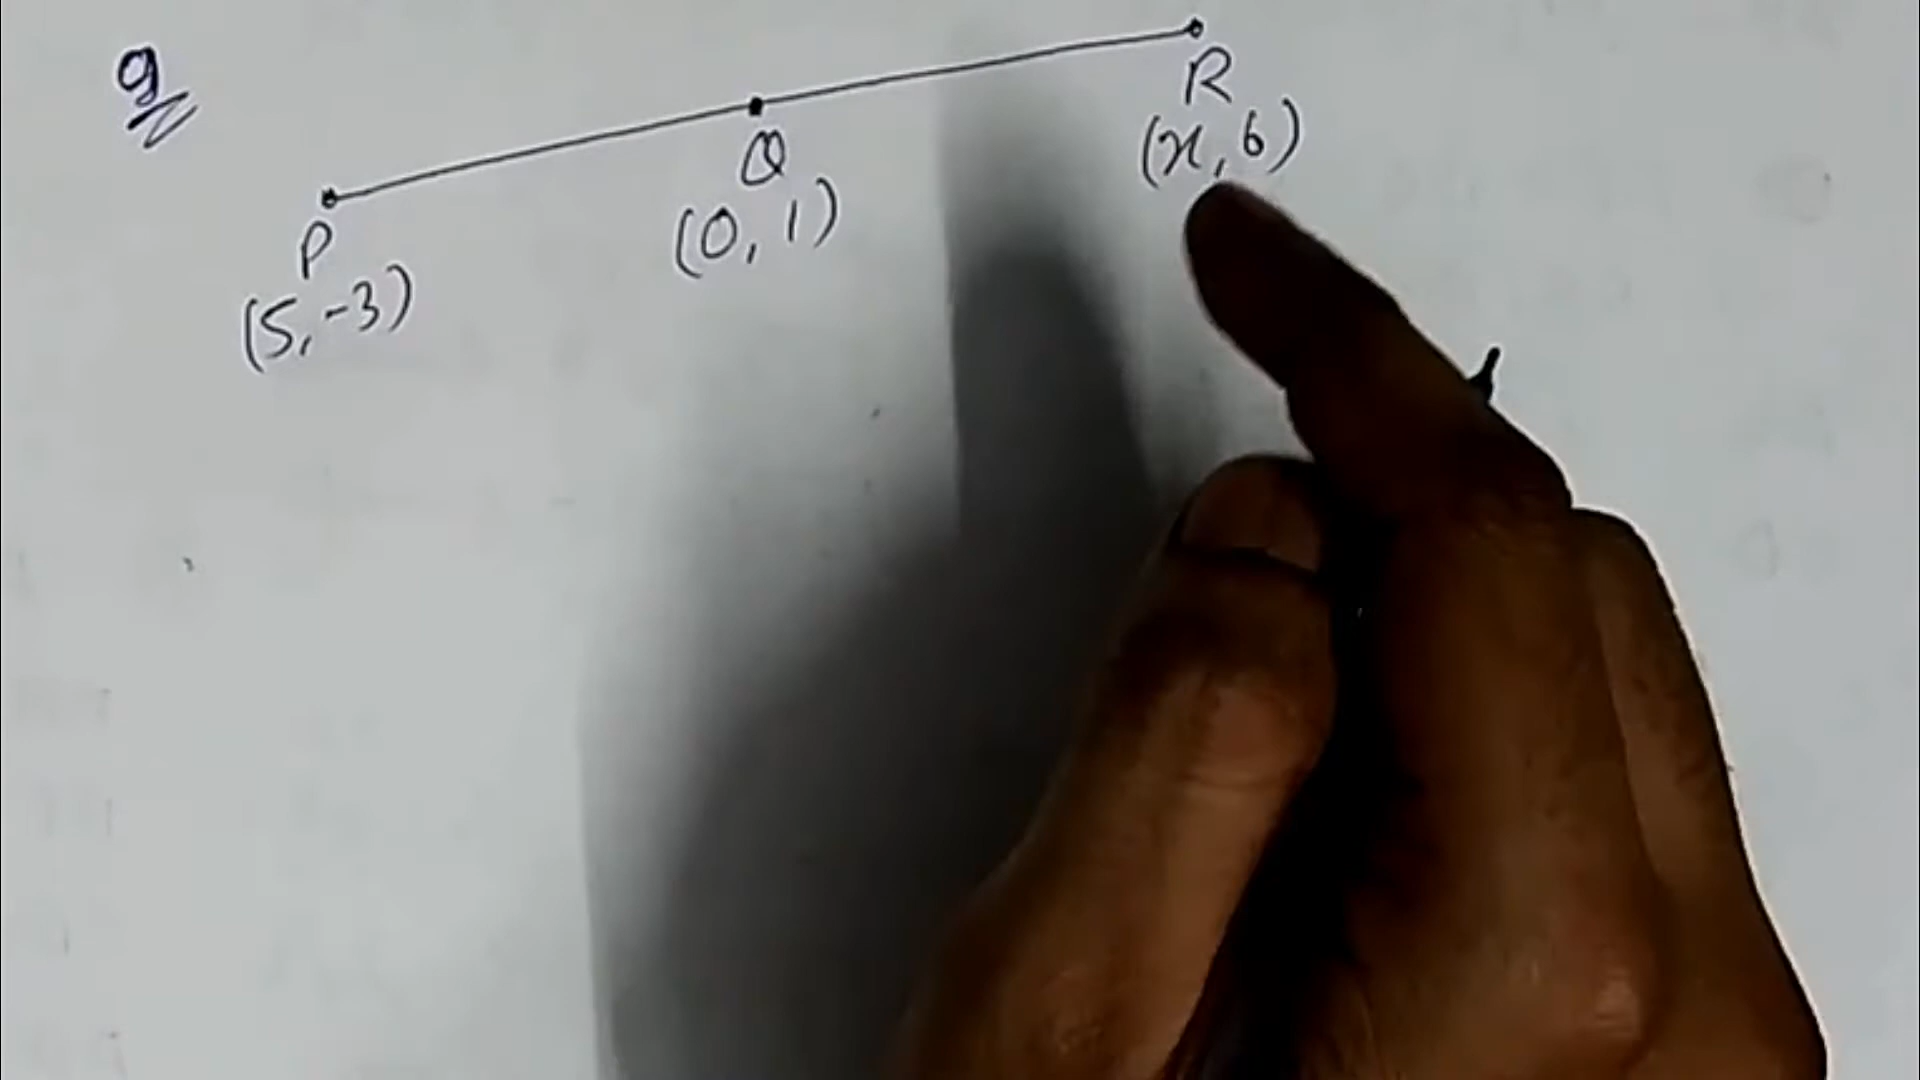 9
P
(5, -3)
Q
(0, 1)
R
(x, 6)